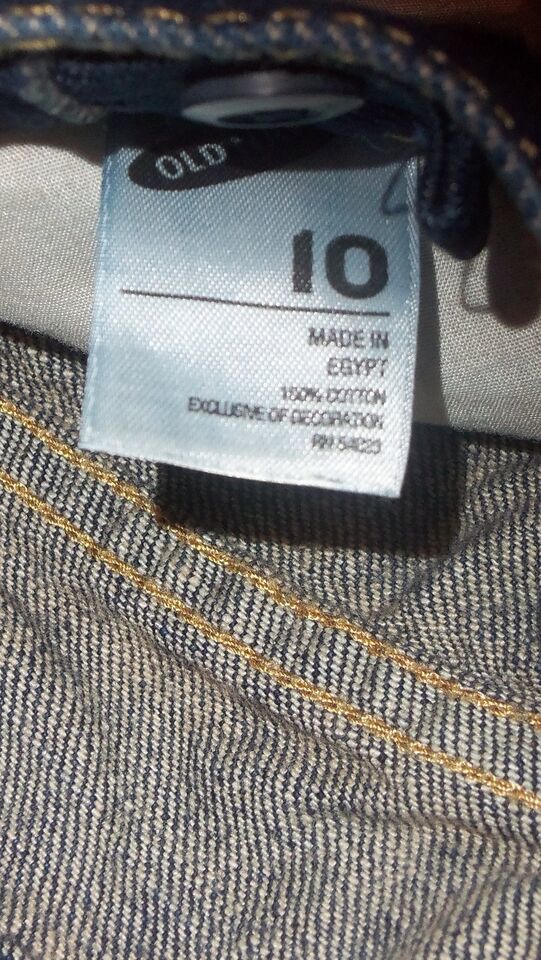 OLD
10
MADE IN
EGYPT
100% COTTON
EXCLUSIVE OF DECORATION
RN 54023